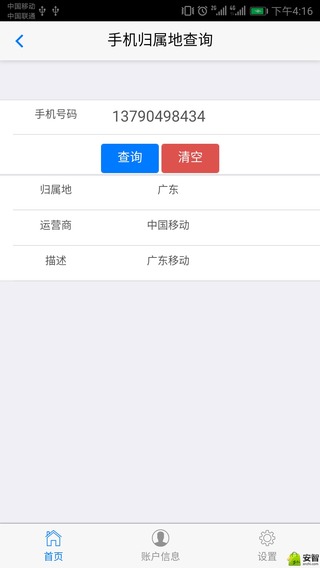 中国移动
中国联通
下午4:16
手机归属地查询
手机号码 13790498434
查询 清空
归属地 广东
运营商 中国移动
描述 广东移动
首页 账户信息 设置
安智